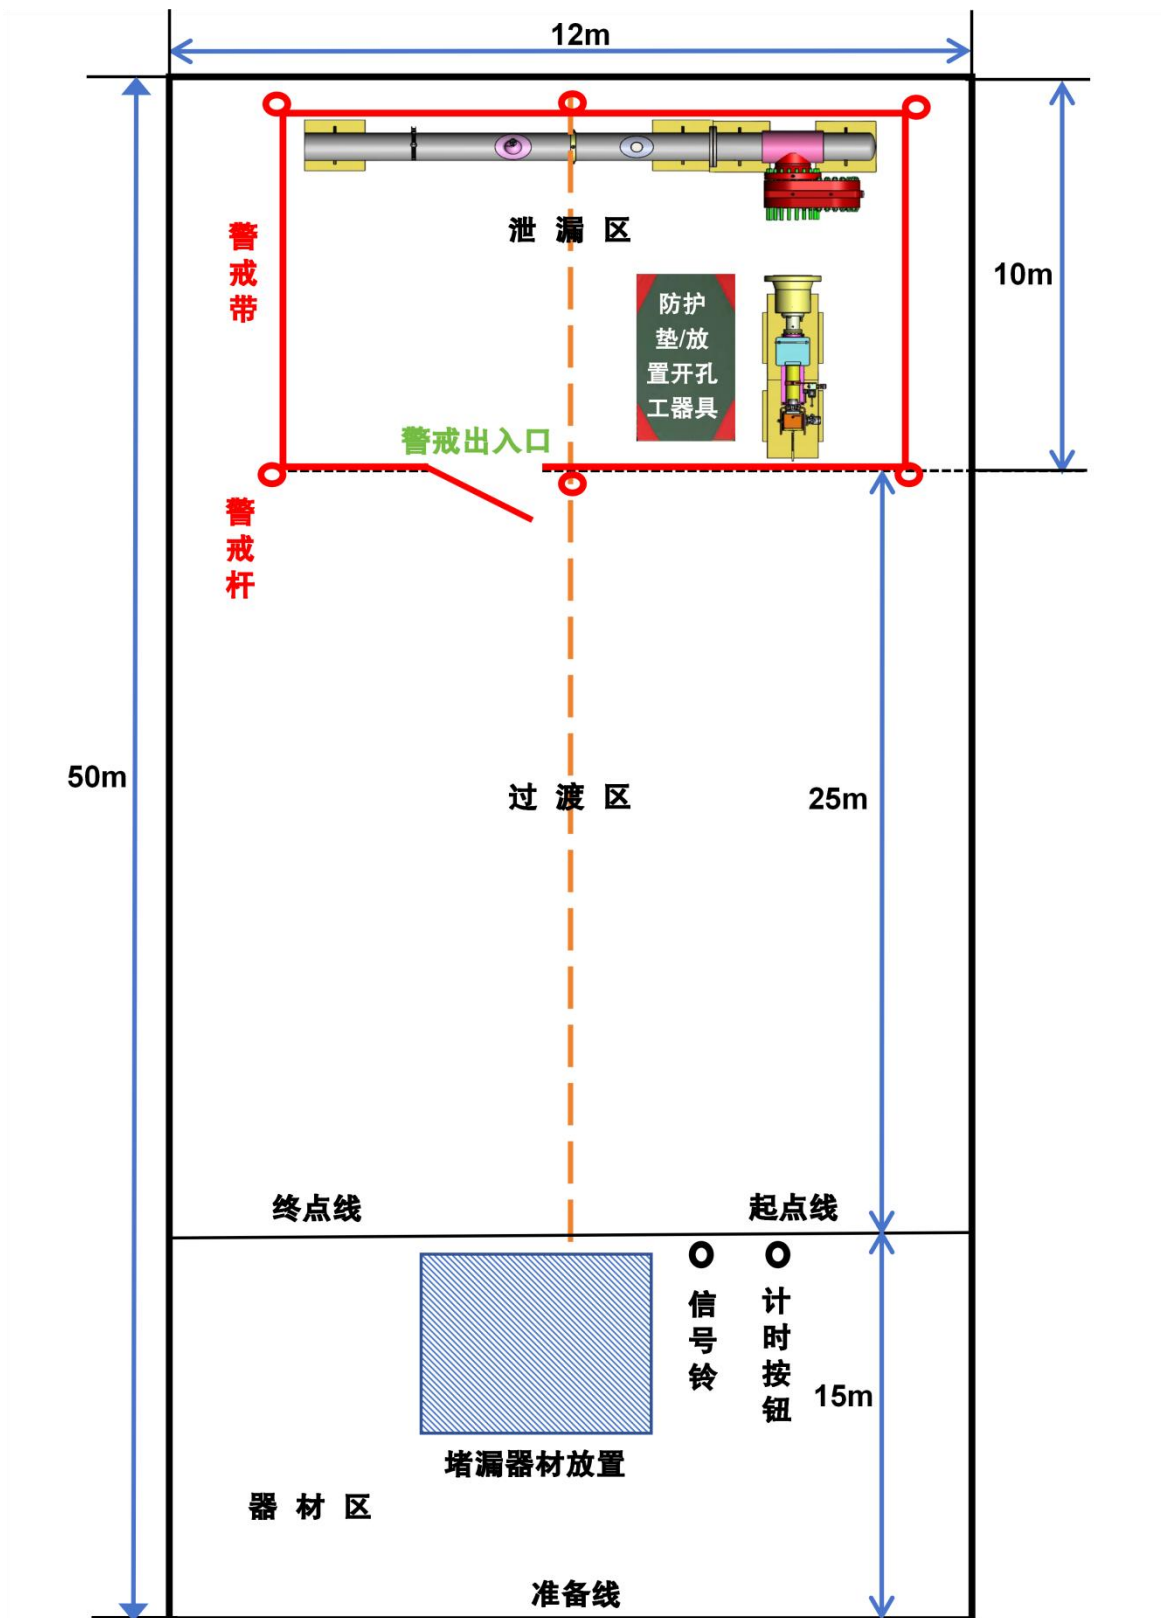 12m
泄漏区
警戒带
10m
防护
垫/放
置开孔
工器具
警戒出入口
警戒杆
50m
过渡区
25m
终点线
起点线
信号铃
计时按钮
15m
堵漏器材放置
器材区
准备线